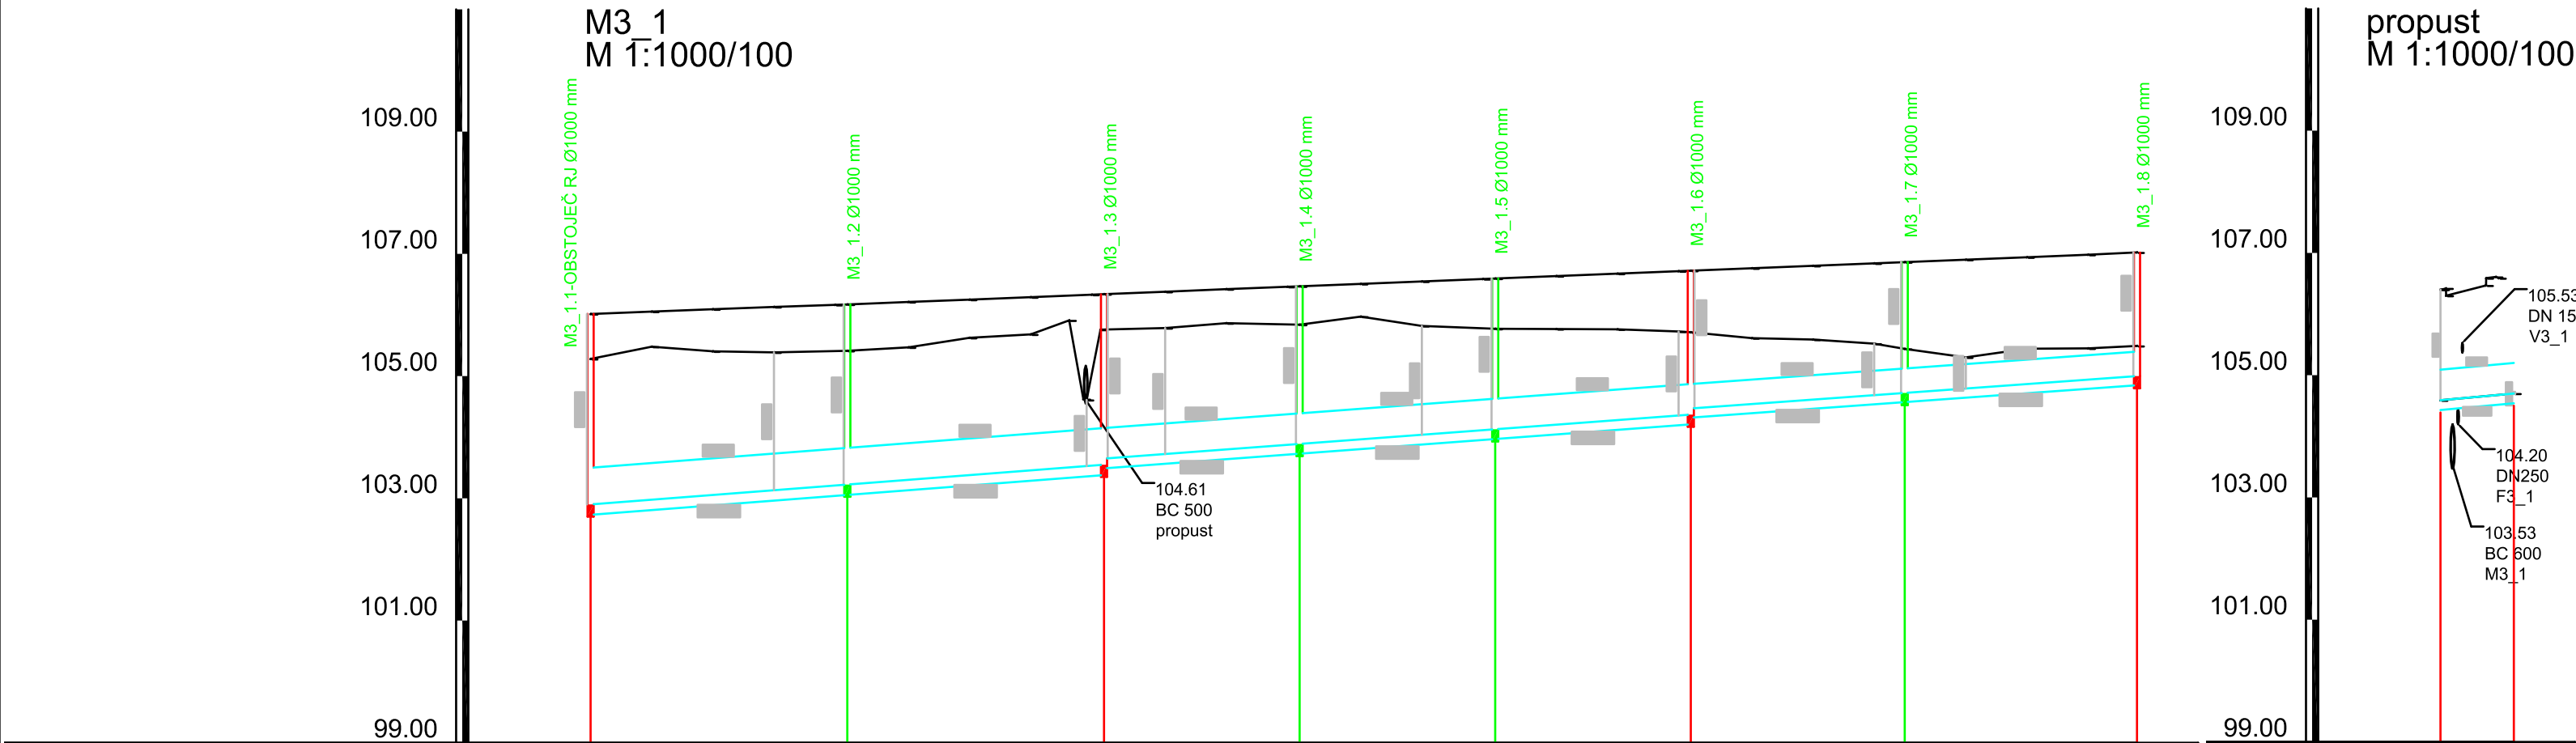 M3_1
M 1:1000/100
109.00
107.00
105.00
103.00
101.00
99.00
M3_1.1-OBSTOJEČ RJ Ø1000 mm
M3_1.2 Ø1000 mm
M3_1.3 Ø1000 mm
M3_1.4 Ø1000 mm
M3_1.5 Ø1000 mm
M3_1.6 Ø1000 mm
M3_1.7 Ø1000 mm
M3_1.8 Ø1000 mm
104.61
BC 500
propust
propust
M 1:1000/100
109.00
107.00
105.00
103.00
101.00
99.00
105.53
DN 15
V3_1
104.20
DN250
F3_1
103.53
BC 600
M3_1